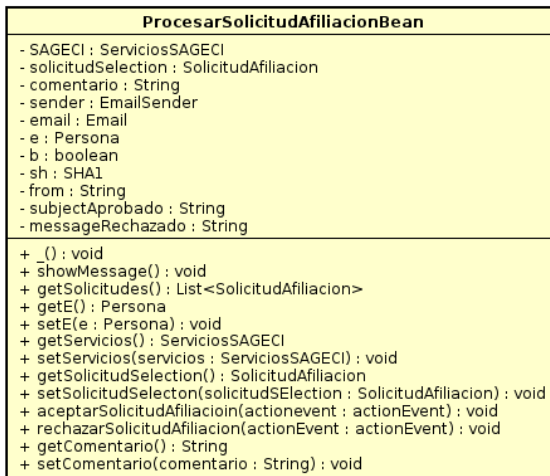 ProcesarSolicitudAfiliacionBean
- SAGECI : ServiciosSAGECI
- solicitudSelection : SolicitudAfiliacion
- comentario : String
- sender : EmailSender
- email : Email
- e : Persona
- b : boolean
- sh : SHA1
- from : String
- subjectAprobado : String
- messageRechazado : String
+ _() : void
+ showMessage() : void
+ getSolicitudes() : List<SolicitudAfiliacion>
+ getE() : Persona
+ setE(e : Persona) : void
+ getServicios() : ServiciosSAGECI
+ setServicios(servicios : ServiciosSAGECI) : void
+ getSolicitudSelection() : SolicitudAfiliacion
+ setSolicitudSelecton(solicitudSElection : SolicitudAfiliacion) : void
+ aceptarSolicitudAfiliacioin(actionevent : actionEvent) : void
+ rechazarSolicitudAfiliacion(actionEvent : actionEvent) : void
+ getComentario() : String
+ setComentario(comentario : String) : void